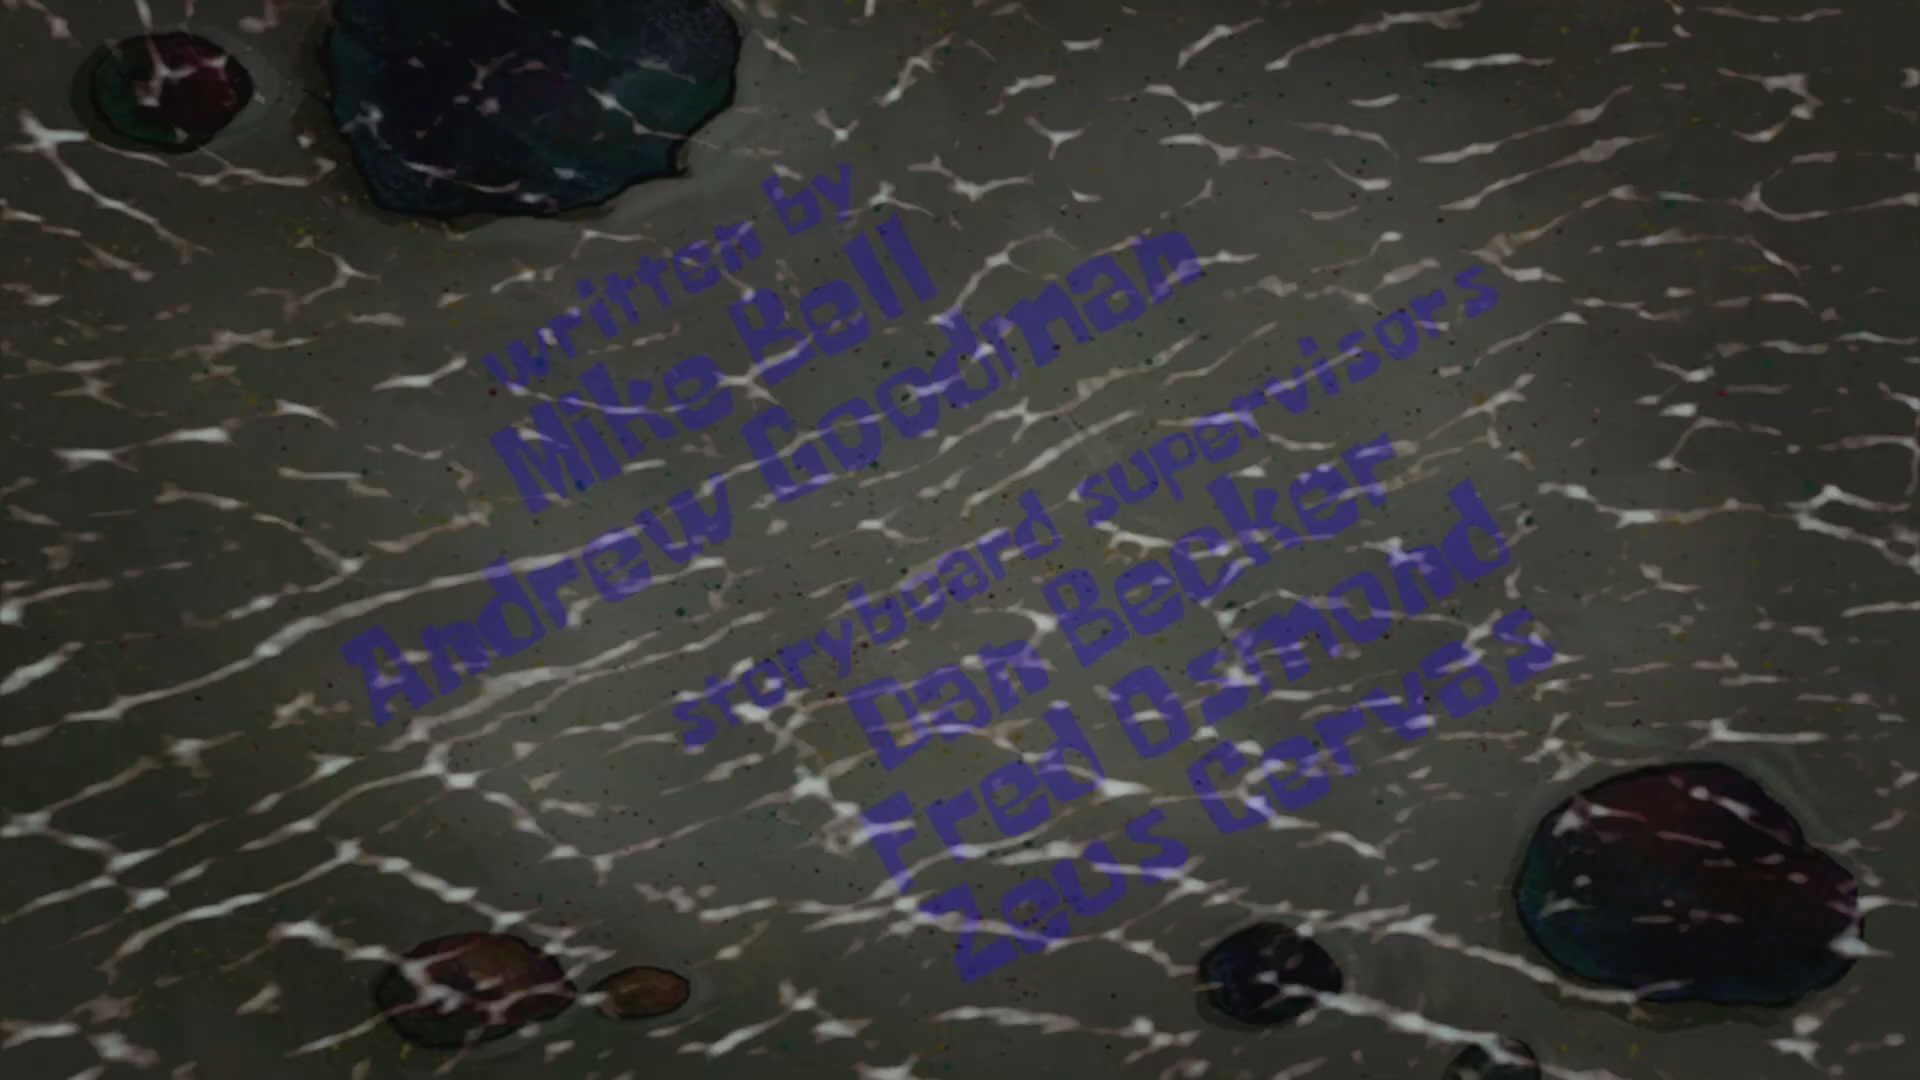 written by
Mike Bell
Andrew Goodman
storyboard supervisors
Dan Becker
Fred Osmond
Zeus Cervas